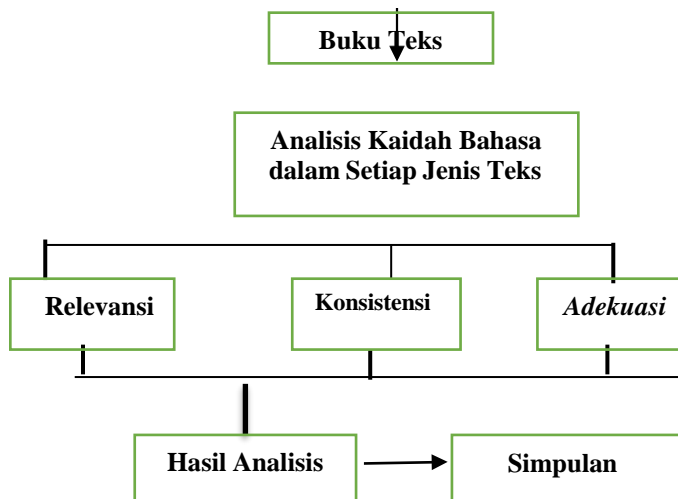 Buku Teks
Analisis Kaidah Bahasa
dalam Setiap Jenis Teks
Relevansi
Konsistensi
Adekuasi
Hasil Analisis
Simpulan